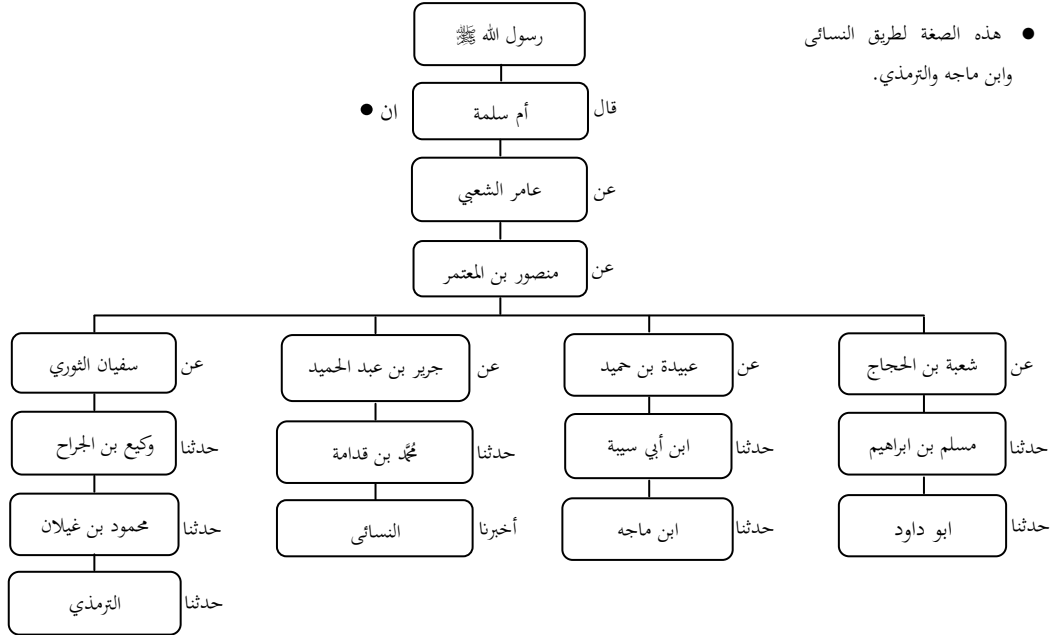 رسول الله ﷺ
● هذه الصغة لطريق النسائى
وابن ماجه والترمذي.
قال أم سلمة ان ●
عن عامر الشعبي
عن منصور بن المعتمر
عن شعبة بن الحجاج
عن عبيدة بن حميد
عن جرير بن عبد الحميد
عن سفيان الثوري
حدثنا مسلم بن ابراهيم
حدثنا ابن أبي سيبة
حدثنا مُحَّد بن قدامة
حدثنا وكيع بن الجراح
حدثنا ابو داود
حدثنا ابن ماجه
أخبرنا النسائى
حدثنا محمود بن غيلان
حدثنا الترمذي